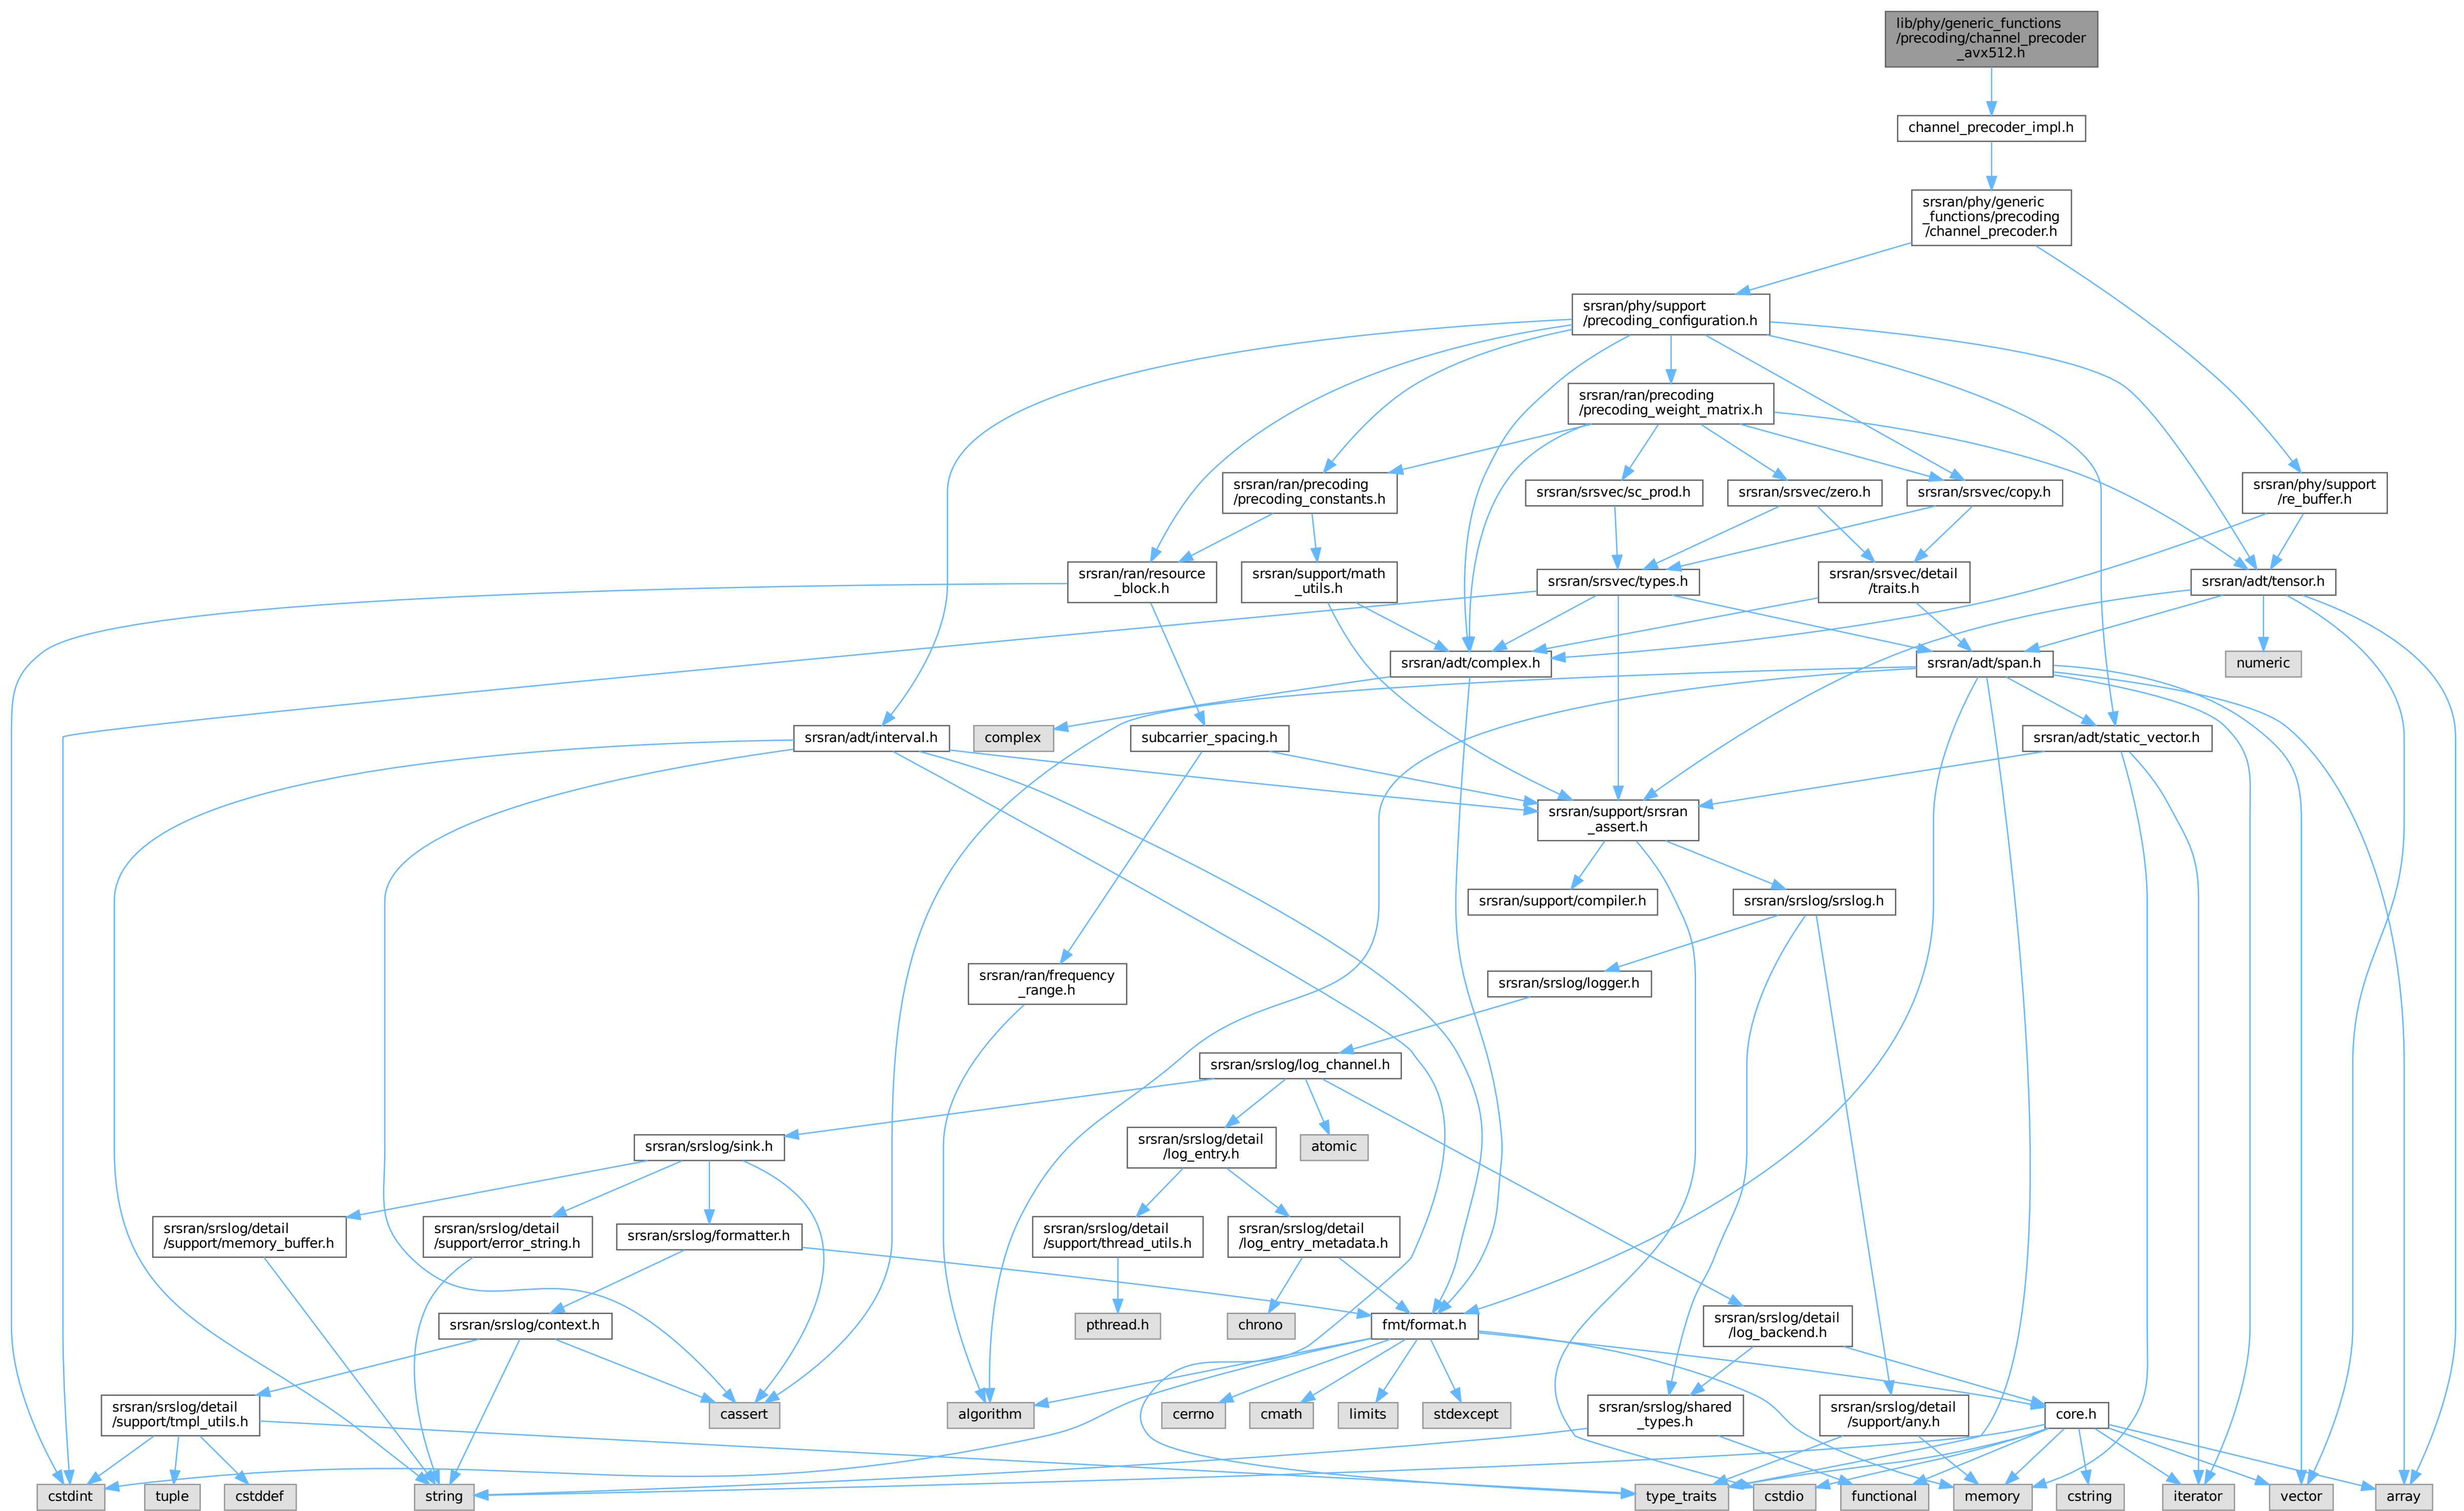 lib/phy/generic_functions
/precoding/channel_precoder
_avx512.h
channel_precoder_impl.h
srsran/phy/generic
_functions/precoding
/channel_precoder.h
srsran/phy/support
/precoding_configuration.h
srsran/ran/precoding
/precoding_weight_matrix.h
srsran/ran/precoding
/precoding_constants.h
srsran/srsvec/sc_prod.h
srsran/srsvec/zero.h
srsran/srsvec/copy.h
srsran/phy/support
/re_buffer.h
srsran/ran/resource
_block.h
srsran/support/math
_utils.h
srsran/srsvec/types.h
srsran/srsvec/detail
/traits.h
srsran/adt/tensor.h
srsran/adt/complex.h
srsran/adt/span.h
numeric
srsran/adt/interval.h
complex
subcarrier_spacing.h
srsran/adt/static_vector.h
srsran/support/srsran
_assert.h
srsran/support/compiler.h
srsran/srslog/srslog.h
srsran/ran/frequency
_range.h
srsran/srslog/logger.h
srsran/srslog/log_channel.h
srsran/srslog/sink.h
srsran/srslog/detail
/log_entry.h
atomic
srsran/srslog/detail
/support/memory_buffer.h
srsran/srslog/detail
/support/error_string.h
srsran/srslog/formatter.h
srsran/srslog/detail
/support/thread_utils.h
srsran/srslog/detail
/log_entry_metadata.h
srsran/srslog/context.h
pthread.h
chrono
fmt/format.h
srsran/srslog/detail
/log_backend.h
srsran/srslog/detail
/support/tmpl_utils.h
cassert
algorithm
cerrno
cmath
limits
stdexcept
srsran/srslog/shared
_types.h
srsran/srslog/detail
/support/any.h
core.h
cstdint
tuple
cstddef
string
type_traits
cstdio
functional
memory
cstring
iterator
vector
array